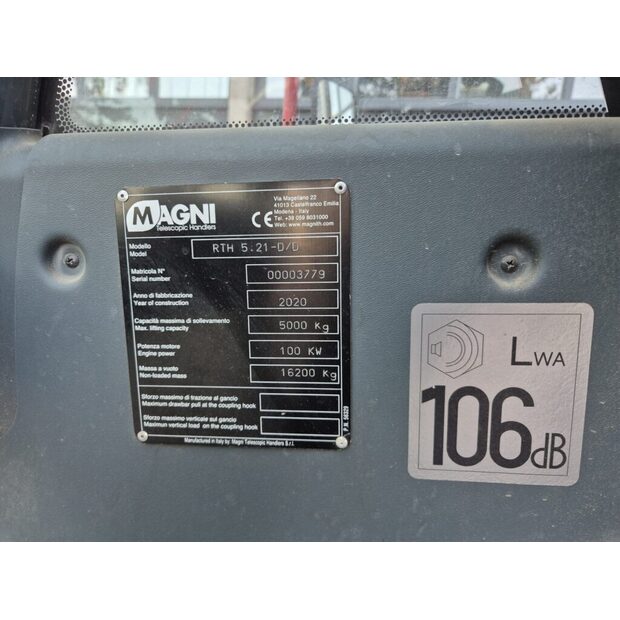 MAGNI
Telescopic Handlers
CE
Via Magellano 22
41013 Castelfranco Emilia
Modena - Italy
Tel. +39 059 8031000
Web: www.magnith.com
Modello
Model
RTH 5.21-D/D
Matricola N°
Serial number
00003779
Anno di fabbricazione
Year of construction
2020
Capacità massima di sollevamento
Max. lifting capacity
5000 Kg
Potenza motore
Engine power
100 KW
Massa a vuoto
Non-loaded mass
16200 Kg
Sforzo massimo di trazione al gancio
Maximum drawbar pull at the coupling hook
Sforzo massimo verticale sul gancio
Maximun vertical load on the coupling hook
Manufactured in Italy by: Magni Telescopic Handlers S.r.l.
P.N. 56629
LWA
106dB